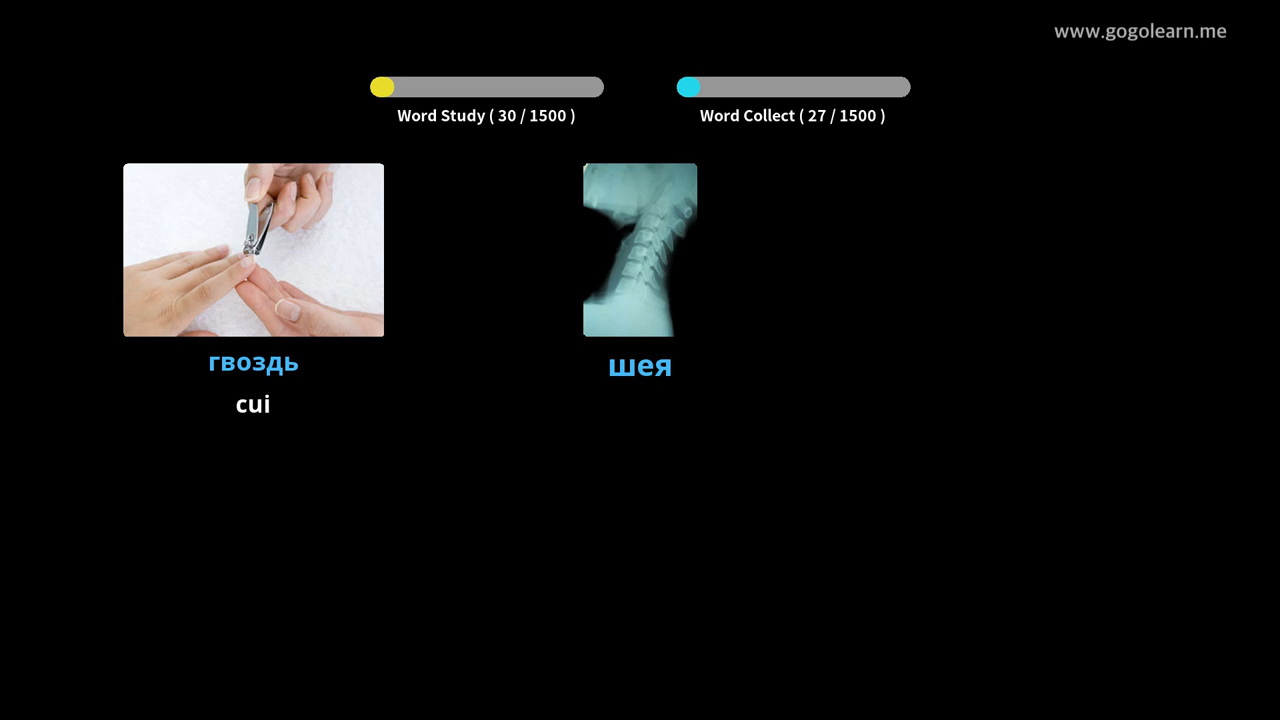 www.gogolearn.me
Word Study ( 30 / 1500 )
Word Collect ( 27 / 1500 )
гвоздь
cui
шея